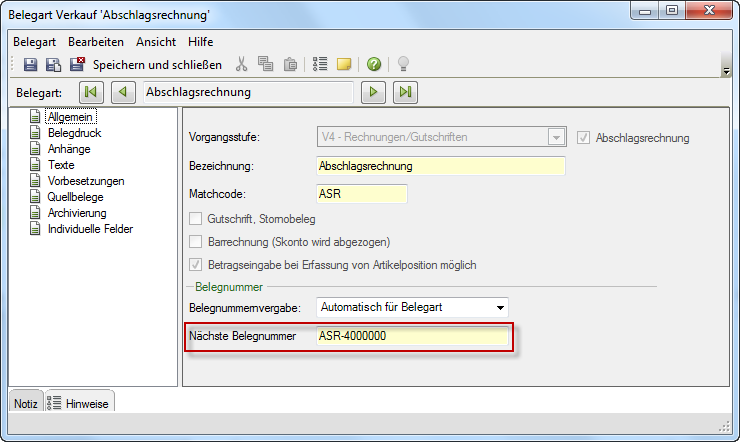 Belegart Verkauf 'Abschlagsrechnung'
Belegart Bearbeiten Ansicht Hilfe
Speichern und schließen
Belegart: Abschlagsrechnung
Allgemein
Belegdruck
Anhänge
Texte
Vorbesetzungen
Quellbelege
Archivierung
Individuelle Felder
Vorgangsstufe: V4 - Rechnungen/Gutschriften Abschlagsrechnung
Bezeichnung: Abschlagsrechnung
Matchcode: ASR
Gutschrift, Stornobeleg
Barrechnung (Skonto wird abgezogen)
Betragseingabe bei Erfassung von Artikelposition möglich
Belegnummer
Belegnummernvergabe: Automatisch für Belegart
Nächste Belegnummer ASR-4000000
Notiz Hinweise